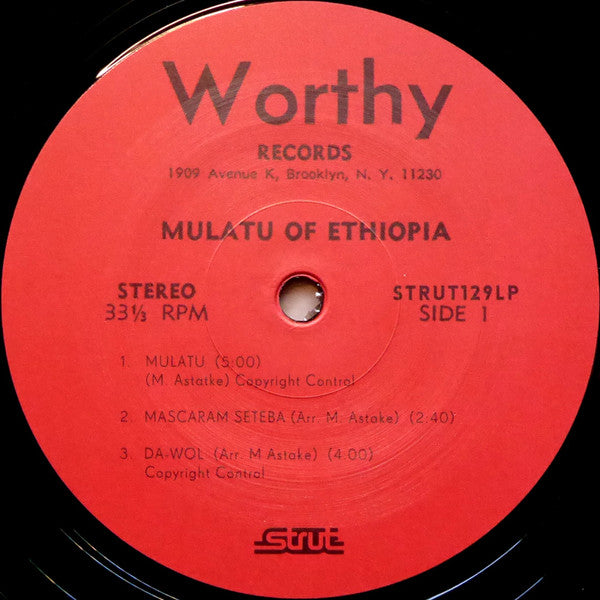 Worthy
RECORDS
1909 Avenue K, Brooklyn, N. Y. 11230
MULATU OF ETHIOPIA
STEREO
33⅓ RPM
STRUT129LP
SIDE 1
1. MULATU (5:00)
(M. Astatke) Copyright Control
2. MASCARAM SETEBA (Arr. M. Astake) (2:40)
3. DA-WOL (Arr. M Astake) (4:00)
Copyright Control
strut